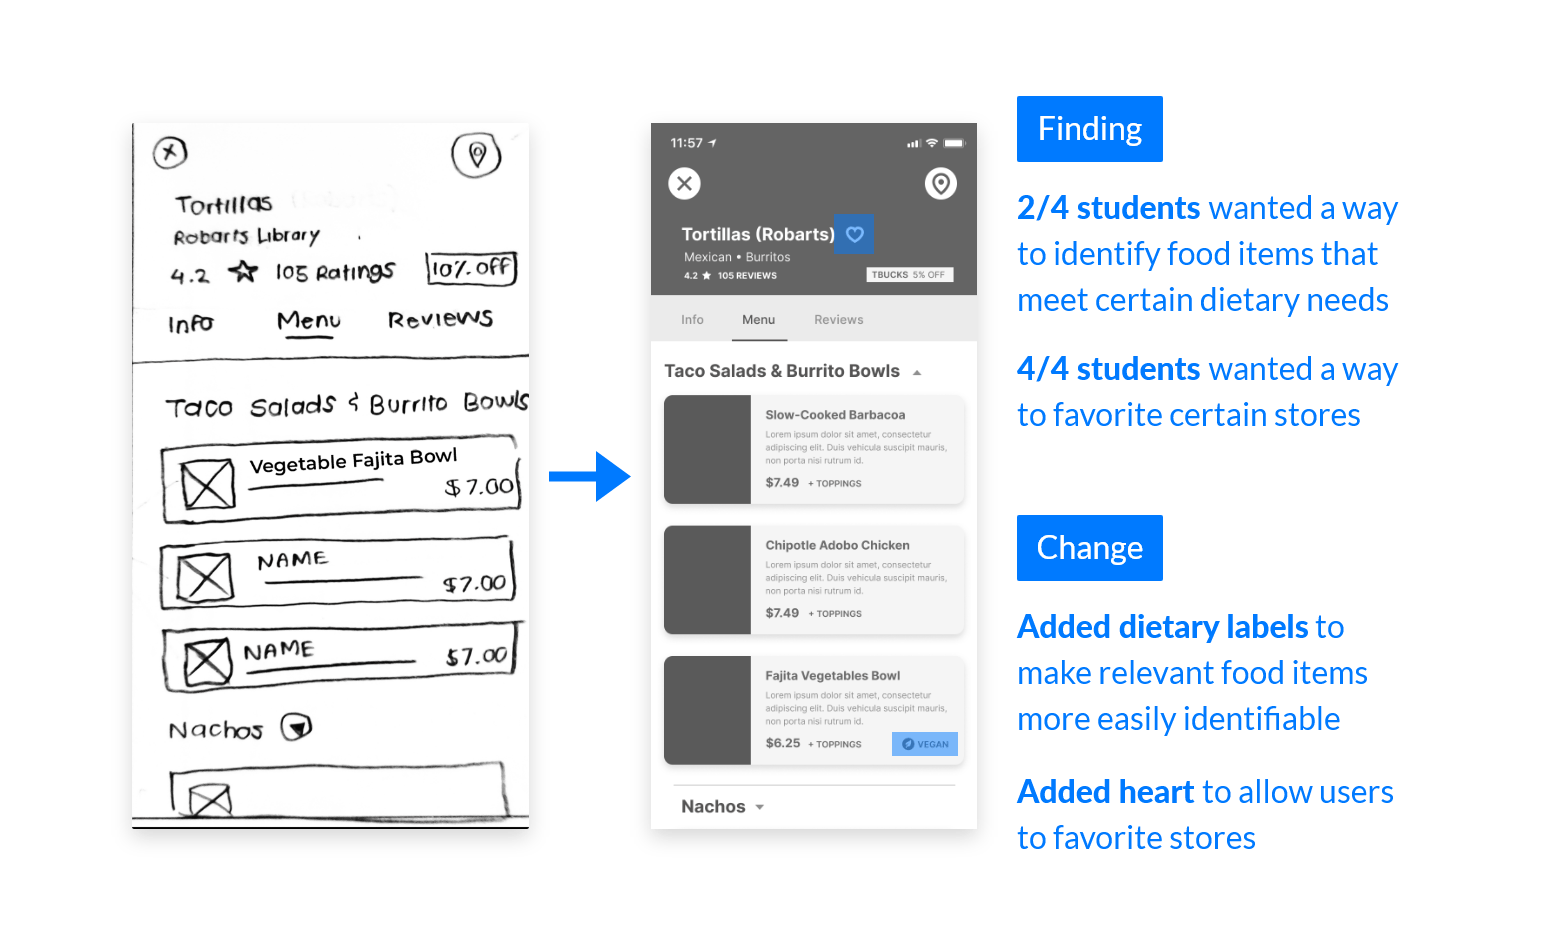 Tortillas
Robarts Library
4.2 105 Ratings 10% off
Info Menu Reviews
Taco Salads & Burrito Bowls
Vegetable Fajita Bowl
$7.00
NAME
$7.00
NAME
$7.00
Nachos
11:57
Tortillas (Robarts)
Mexican • Burritos
4.2 ★ 105 REVIEWS TBUCKS 5% OFF
Info Menu Reviews
Taco Salads & Burrito Bowls
Slow-Cooked Barbacoa
Lorem ipsum dolor sit amet, consectetur
adipiscing elit. Duis vehicula suscipit mauris,
non porta nisi rutrum id.
$7.49 + TOPPINGS
Chipotle Adobo Chicken
Lorem ipsum dolor sit amet, consectetur
adipiscing elit. Duis vehicula suscipit mauris,
non porta nisi rutrum id.
$7.49 + TOPPINGS
Fajita Vegetables Bowl
Lorem ipsum dolor sit amet, consectetur
adipiscing elit. Duis vehicula suscipit mauris,
non porta nisi rutrum id.
$6.25 + TOPPINGS VEGAN
Nachos
Finding
2/4 students wanted a way
to identify food items that
meet certain dietary needs
4/4 students wanted a way
to favorite certain stores
Change
Added dietary labels to
make relevant food items
more easily identifiable
Added heart to allow users
to favorite stores